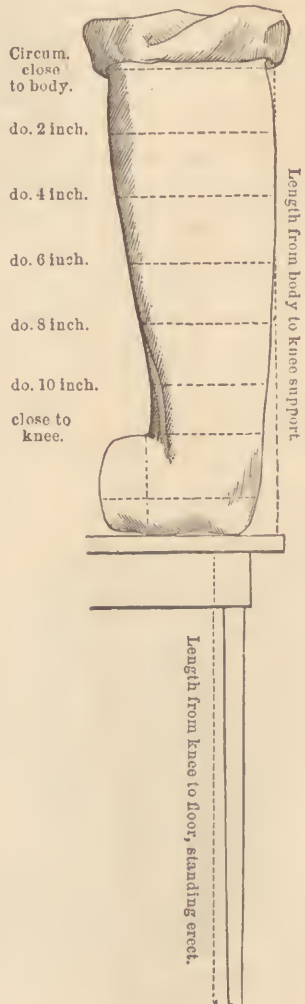 Circum.
close
to body.
do. 2 inch.
do. 4 inch.
do. 6 inch.
do. 8 inch.
do. 10 inch.
close to
knee.
Length from body to knee support
Length from knee to floor, standing erect.